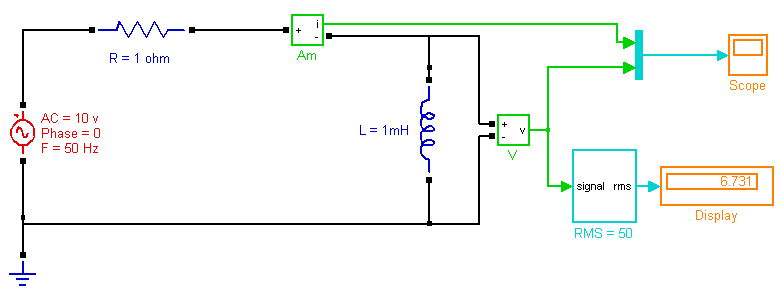 R = 1 ohm
+
i
-
Am
Scope
AC = 10 v
Phase = 0
F = 50 Hz
L = 1mH
+
-
v
V
signal rms
6.731
RMS = 50
Display